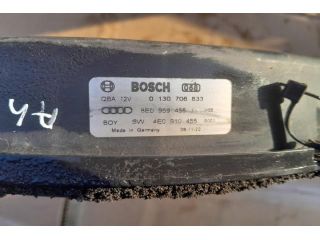 A4
BOSCH
QBA 12V 0 130 706 833
8E0 959 455
BOY SW 4E0 910 455
Made in Germany